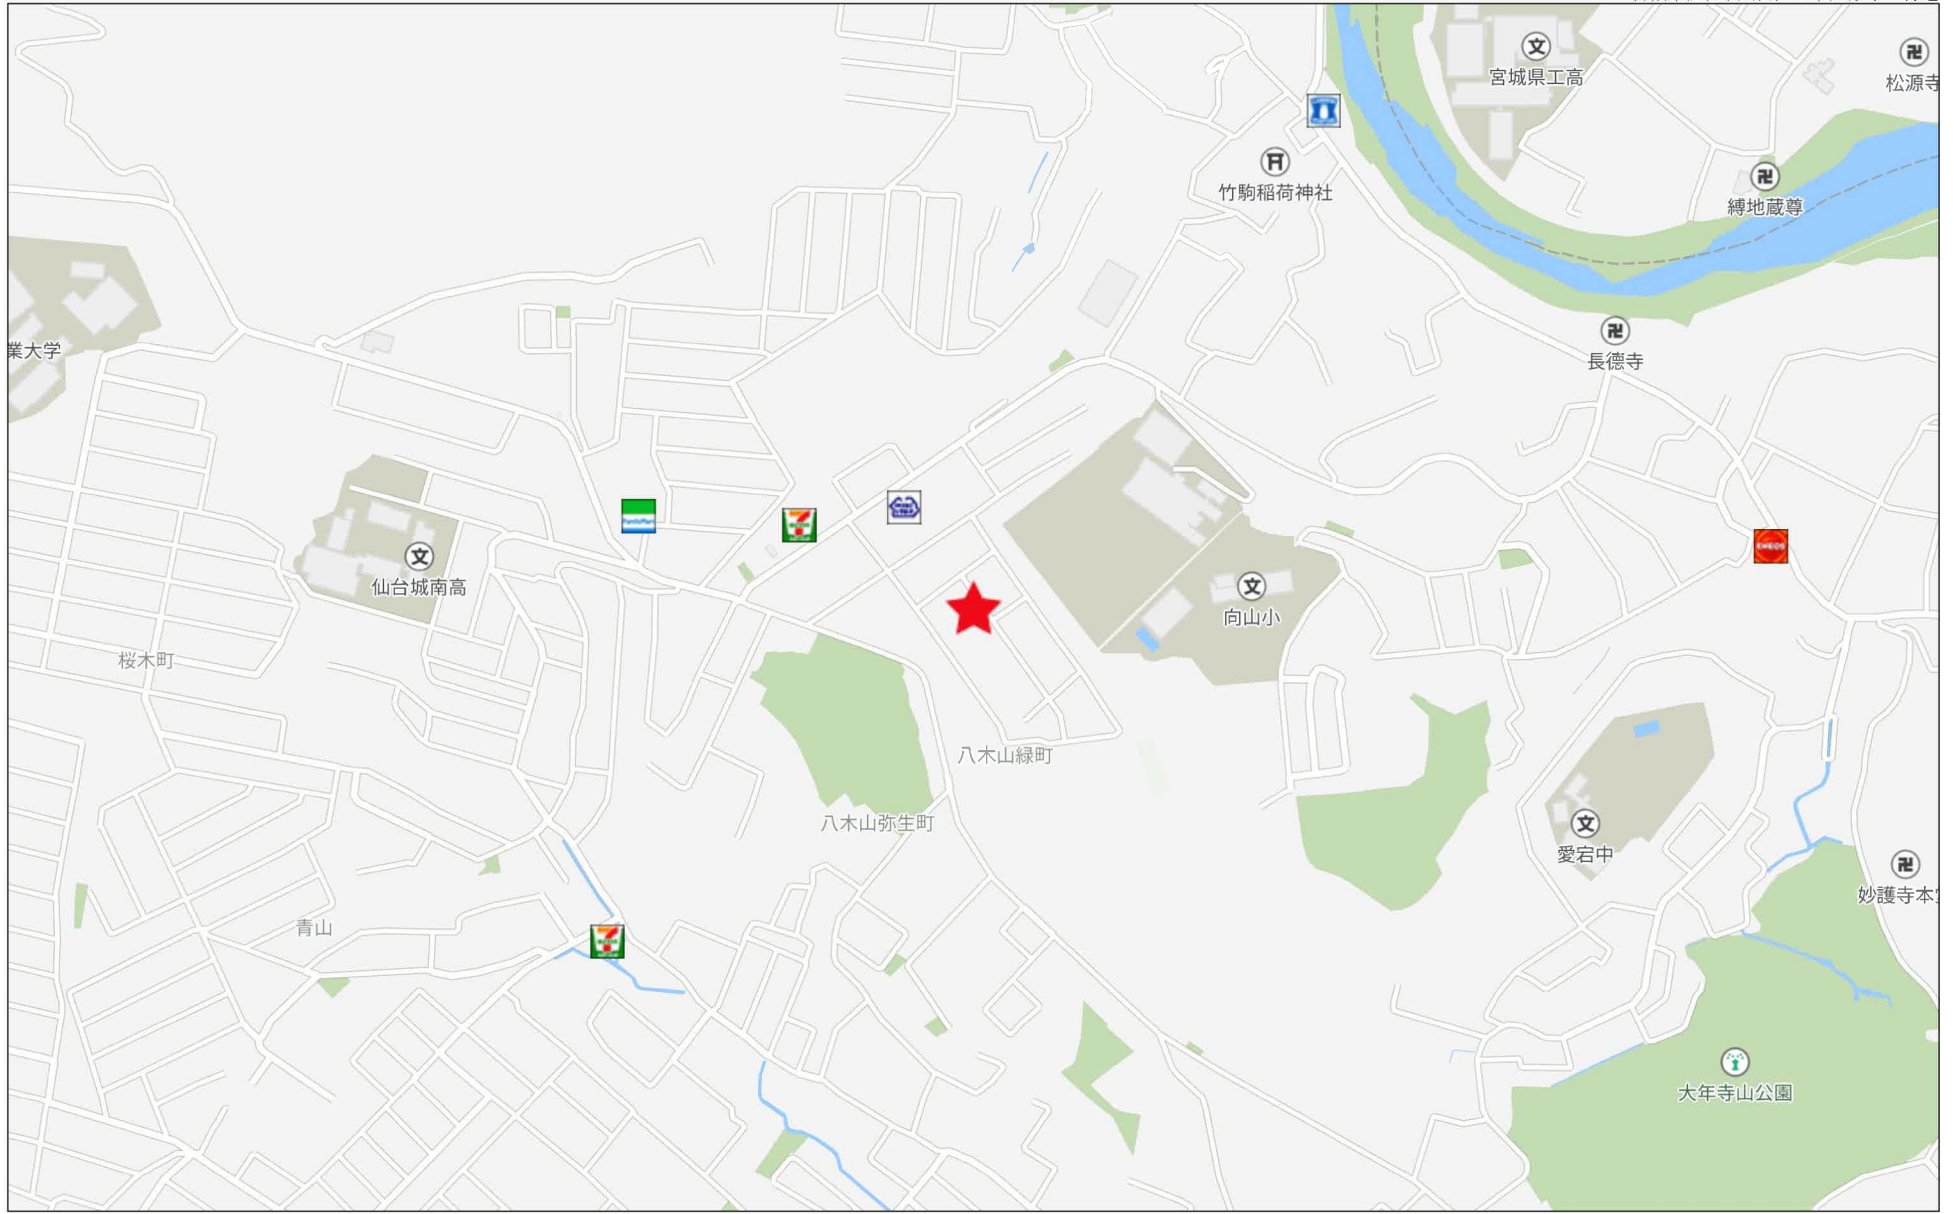 宮城県工高
松源寺
竹駒稲荷神社
縛地蔵尊
業大学
長徳寺
仙台城南高
FamilyMart
ENEOS
向山小
桜木町
八木山緑町
八木山弥生町
愛宕中
妙護寺本堂
青山
大年寺山公園